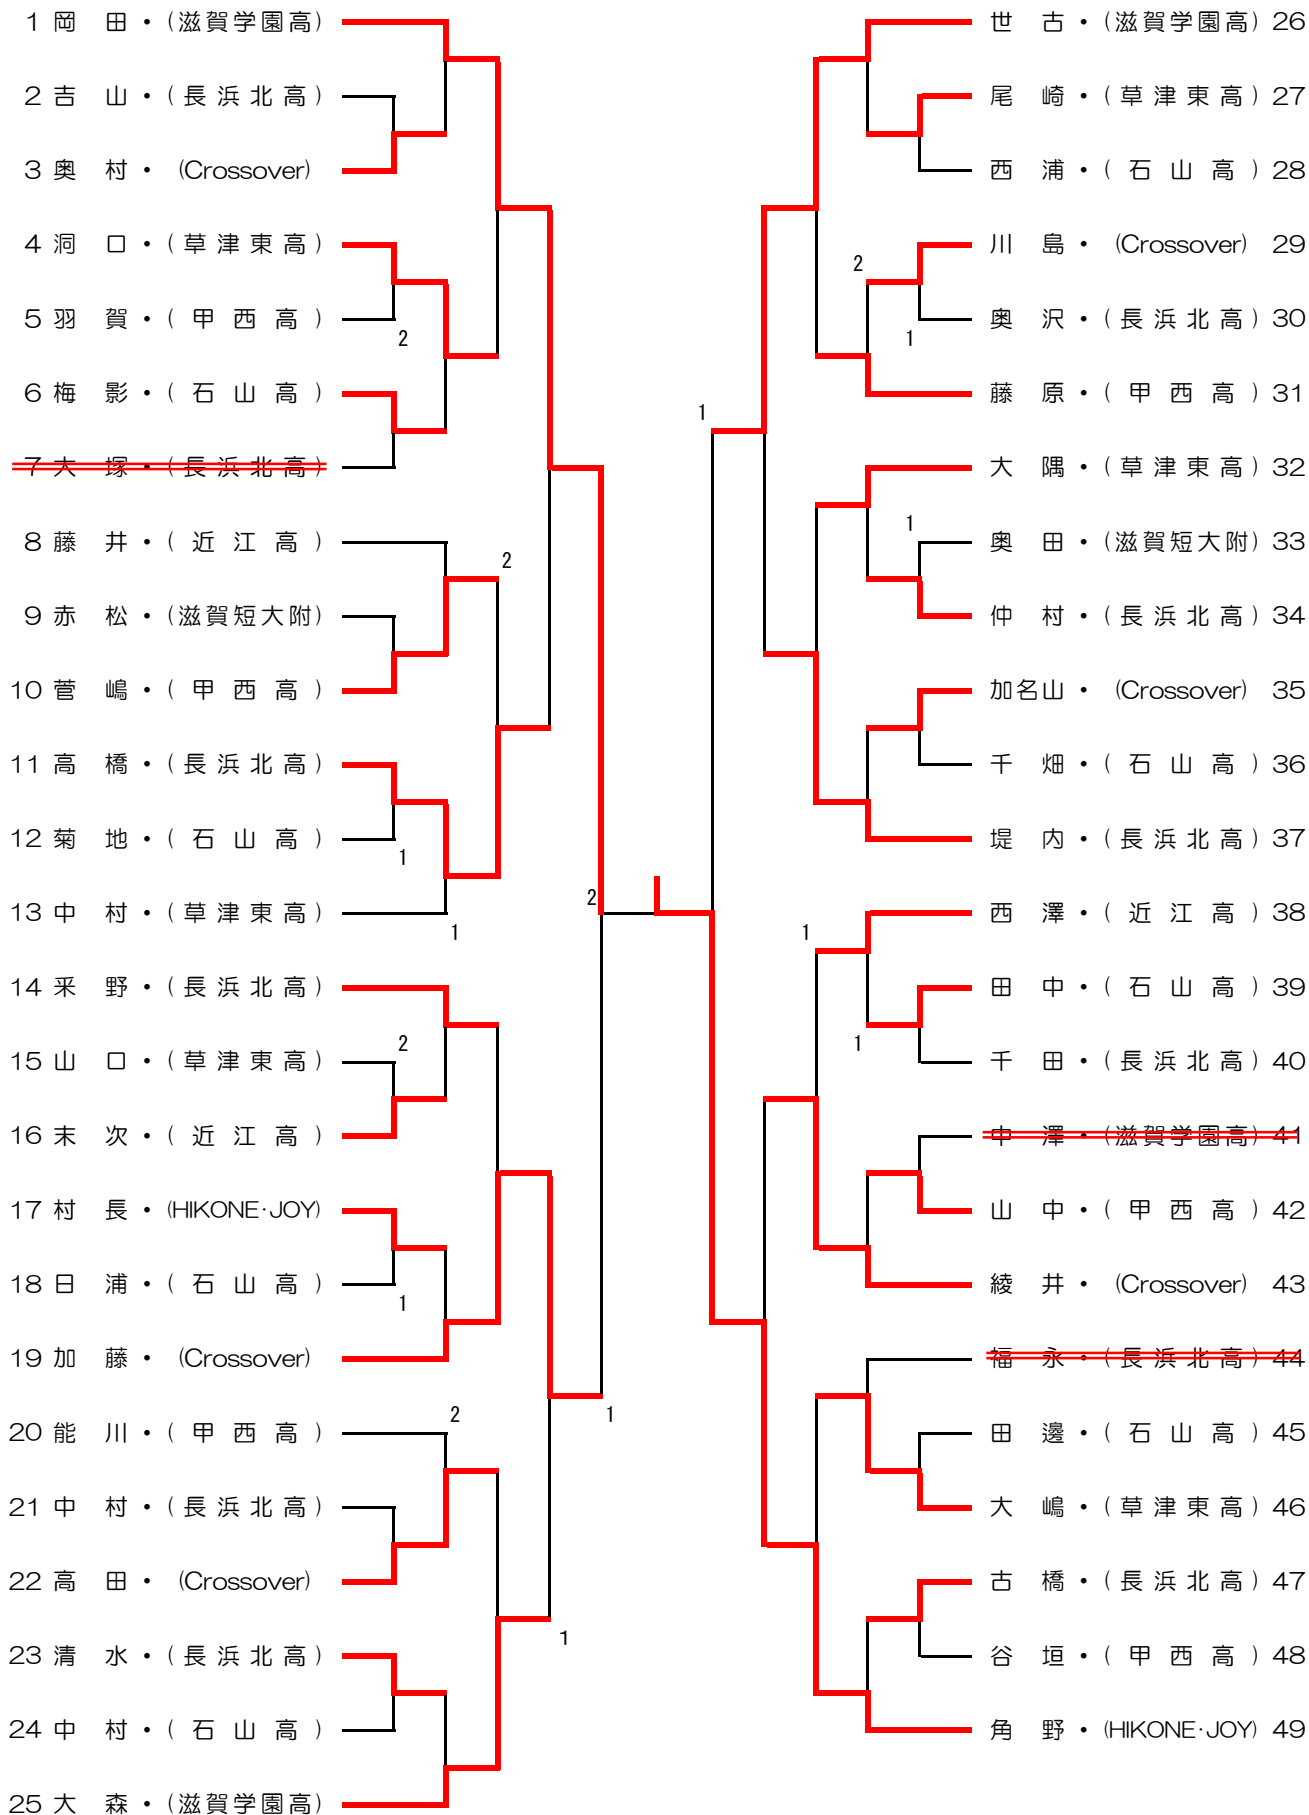 1 岡 田・(滋賀学園高)
2 吉 山・(長浜北高)
3 奥 村・ (Crossover)
4 洞 口・(草津東高)
5 羽 賀・(甲西高)
2
6 梅 影・(石山高)
7 大 塚・(長浜北高)
8 藤 井・(近江高)
2
9 赤 松・(滋賀短大附)
10 菅 嶋・(甲西高)
11 高 橋・(長浜北高)
12 菊 地・(石山高)
1
13 中 村・(草津東高)
1
14 釆 野・(長浜北高)
2
15 山 口・(草津東高)
16 末 次・(近江高)
17 村 長・(HIKONE・JOY)
18 日 浦・(石山高)
1
19 加 藤・ (Crossover)
2
20 能 川・(甲西高)
21 中 村・(長浜北高)
22 高 田・ (Crossover)
1
23 清 水・(長浜北高)
24 中 村・(石山高)
25 大 森・(滋賀学園高)
2
1
1
世 古・(滋賀学園高) 26
尾 崎・(草津東高) 27
西 浦・(石山高) 28
2
川 島・ (Crossover) 29
奥 沢・(長浜北高) 30
1
藤 原・(甲西高) 31
大 隅・(草津東高) 32
1
奥 田・(滋賀短大附) 33
仲 村・(長浜北高) 34
加名山・ (Crossover) 35
千 畑・(石山高) 36
堤 内・(長浜北高) 37
西 澤・(近江高) 38
1
田 中・(石山高) 39
1
千 田・(長浜北高) 40
中 澤・(滋賀学園高) 41
山 中・(甲西高) 42
綾 井・ (Crossover) 43
福 永・(長浜北高) 44
田 邊・(石山高) 45
大 嶋・(草津東高) 46
古 橋・(長浜北高) 47
谷 垣・(甲西高) 48
角 野・(HIKONE・JOY) 49